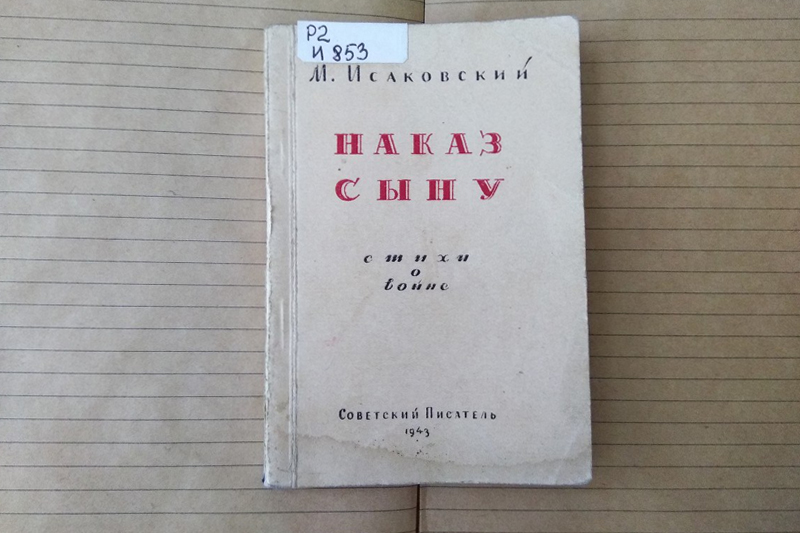 Р2
И 853
М. Исаковский
НАКАЗ
СЫНУ
стихи
о
войне
Советский Писатель
1943